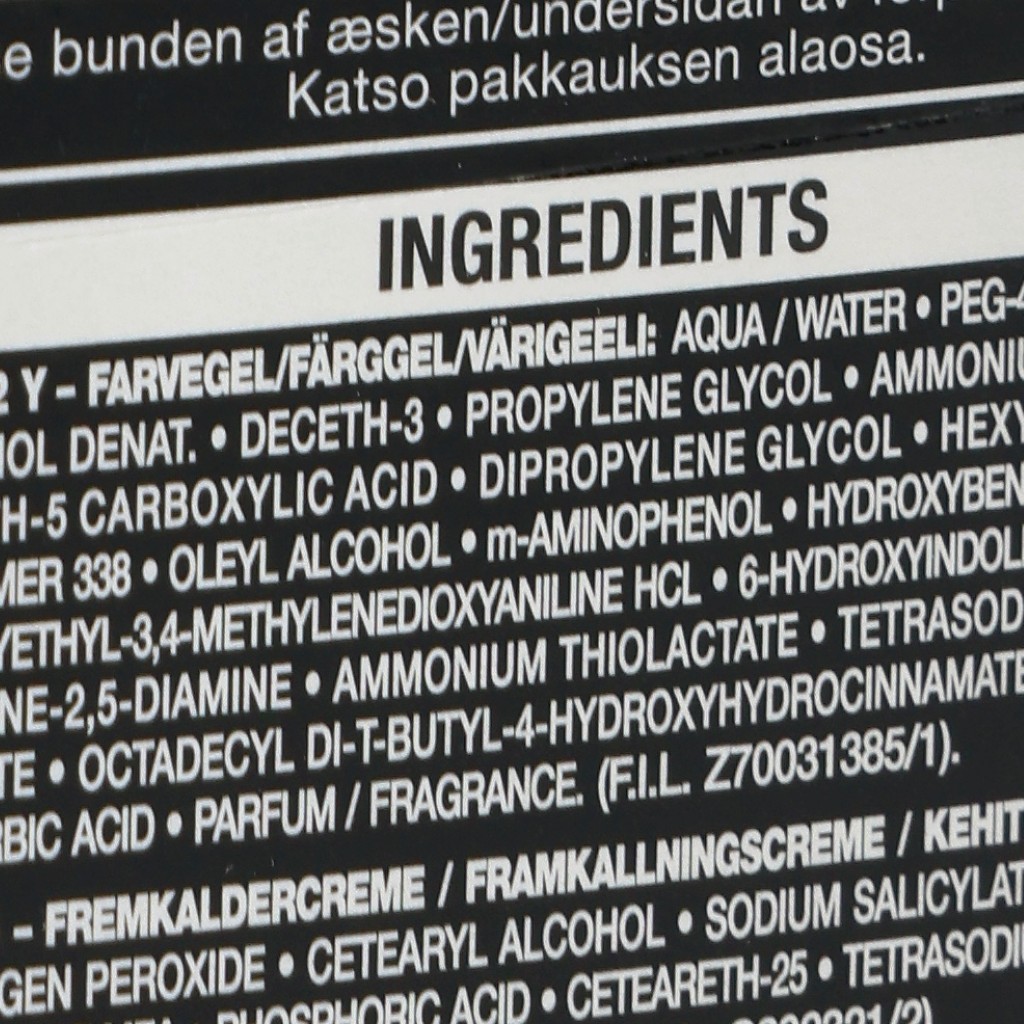 e bunden af æsken/undersidan av
Katso pakkauksen alaosa.
INGREDIENTS
2 Y – FARVEGEL/FÄRGGEL/VÄRIGEELI: AQUA / WATER • PEG-4
OL DENAT. • DECETH-3 • PROPYLENE GLYCOL • AMMONIU
H-5 CARBOXYLIC ACID • DIPROPYLENE GLYCOL • HEXY
MER 338 • OLEYL ALCOHOL • m-AMINOPHENOL • HYDROXYBEN
YETHYL-3,4-METHYLENEDIOXYANILINE HCL • 6-HYDROXYINDOL
NE-2,5-DIAMINE • AMMONIUM THIOLACTATE • TETRASOD
TE • OCTADECYL DI-T-BUTYL-4-HYDROXYHYDROCINNAMATE
BIC ACID • PARFUM / FRAGRANCE. (F.I.L. Z70031385/1).
– FREMKALDERCREME / FRAMKALLNINGSCREME / KEHIT
GEN PEROXIDE • CETEARYL ALCOHOL • SODIUM SALICYLAT
• PHOSPHORIC ACID • CETEARETH-25 • TETRASODI